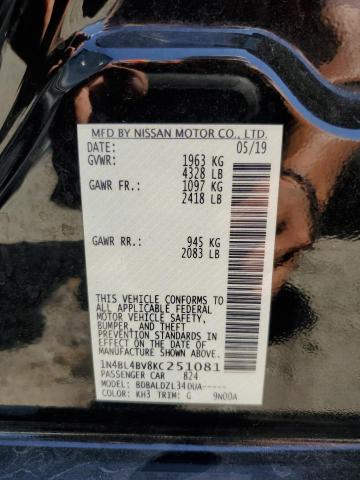 MFD BY NISSAN MOTOR CO., LTD.
DATE: 05/19
GVWR: 1963 KG
4328 LB
GAWR FR.: 1097 KG
2418 LB
GAWR RR.: 945 KG
2083 LB
THIS VEHICLE CONFORMS TO
ALL APPLICABLE FEDERAL
MOTOR VEHICLE SAFETY,
BUMPER, AND THEFT
PREVENTION STANDARDS IN
EFFECT ON THE DATE OF
MANUFACTURE SHOWN ABOVE.
1N4BL4BV8KC251081
PASSENGER CAR 824
MODEL: BDBALDZL34DUA-----
COLOR: KH3 TRIM: G 9N00A